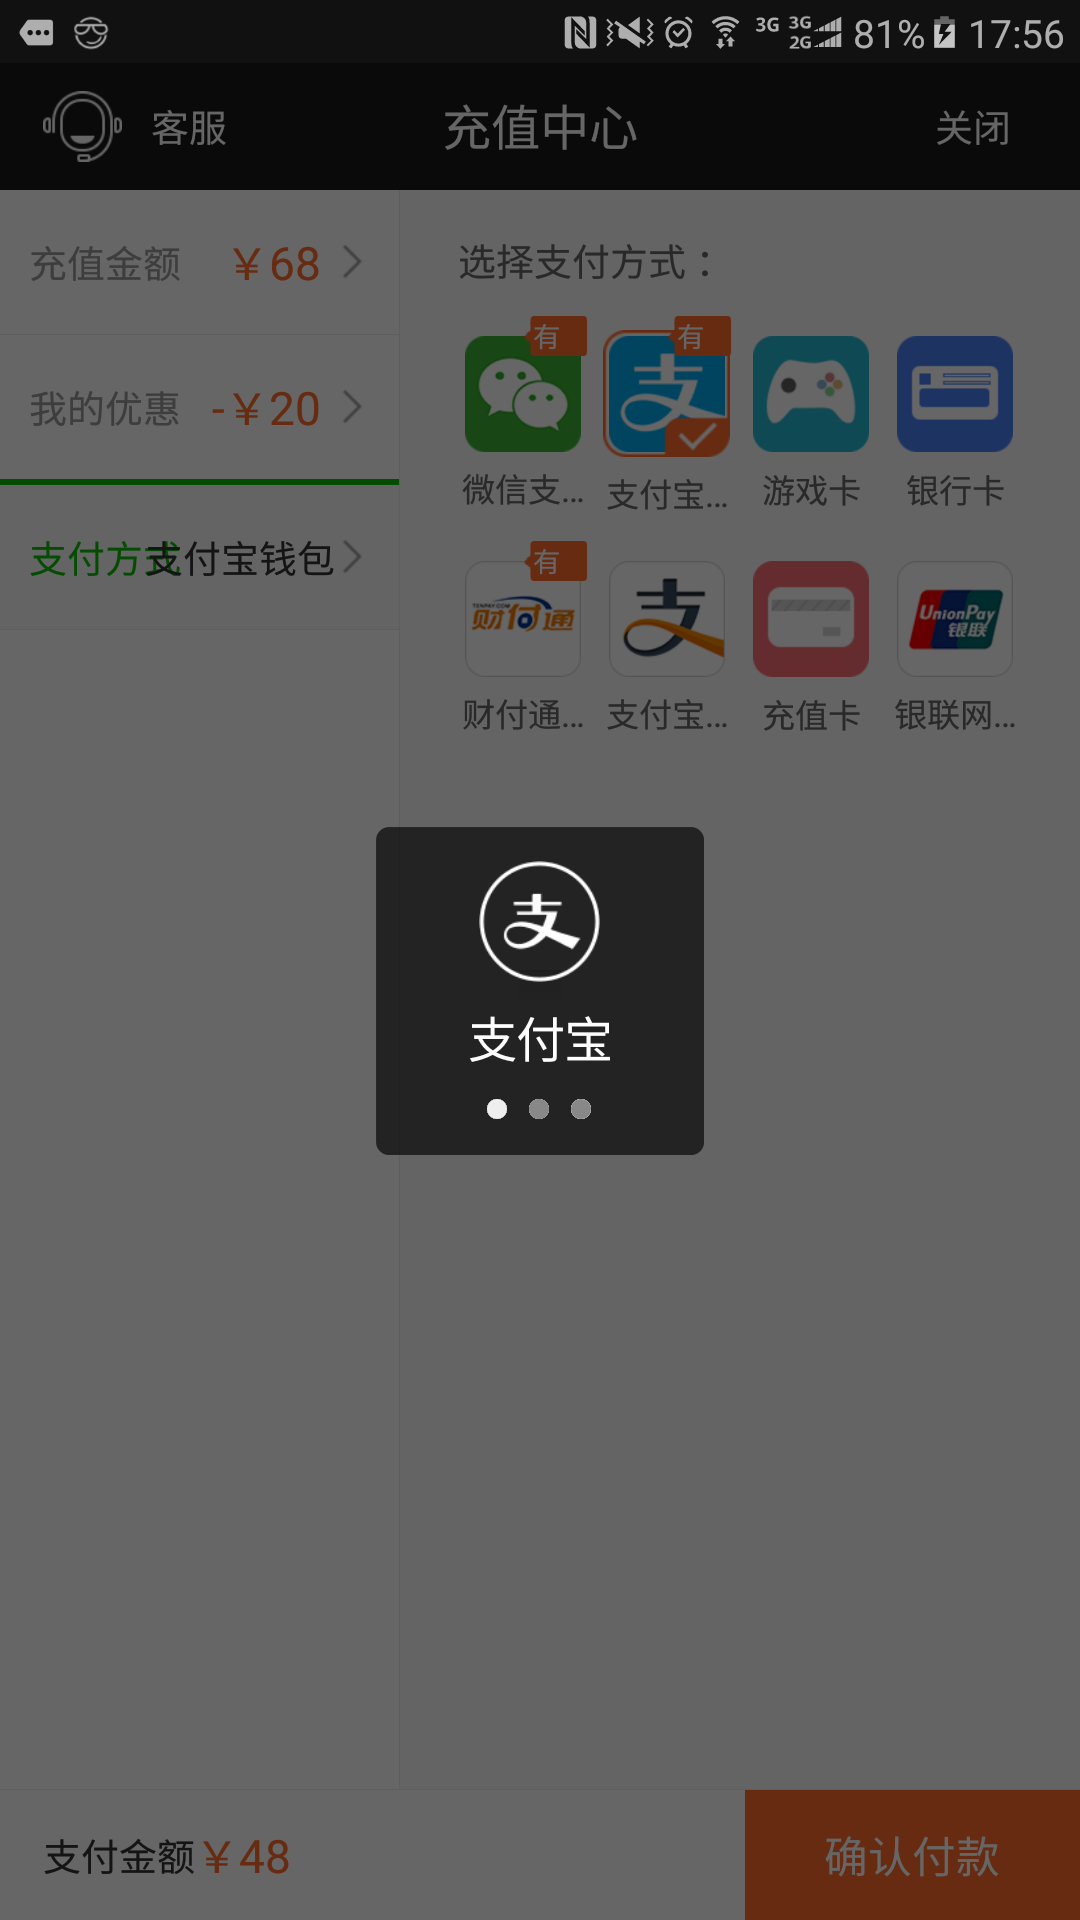 3G 3G 2G 81% 17:56
客服 充值中心 关闭
充值金额 ￥68
我的优惠 -￥20
支付方式 支付宝钱包
选择支付方式：
有 有
支 
微信支... 支付宝... 游戏卡 银行卡
有
TENPAY.COM 财付通 支 UnionPay 银联
财付通... 支付宝... 充值卡 银联网...
支
支付宝
支付金额￥48 确认付款